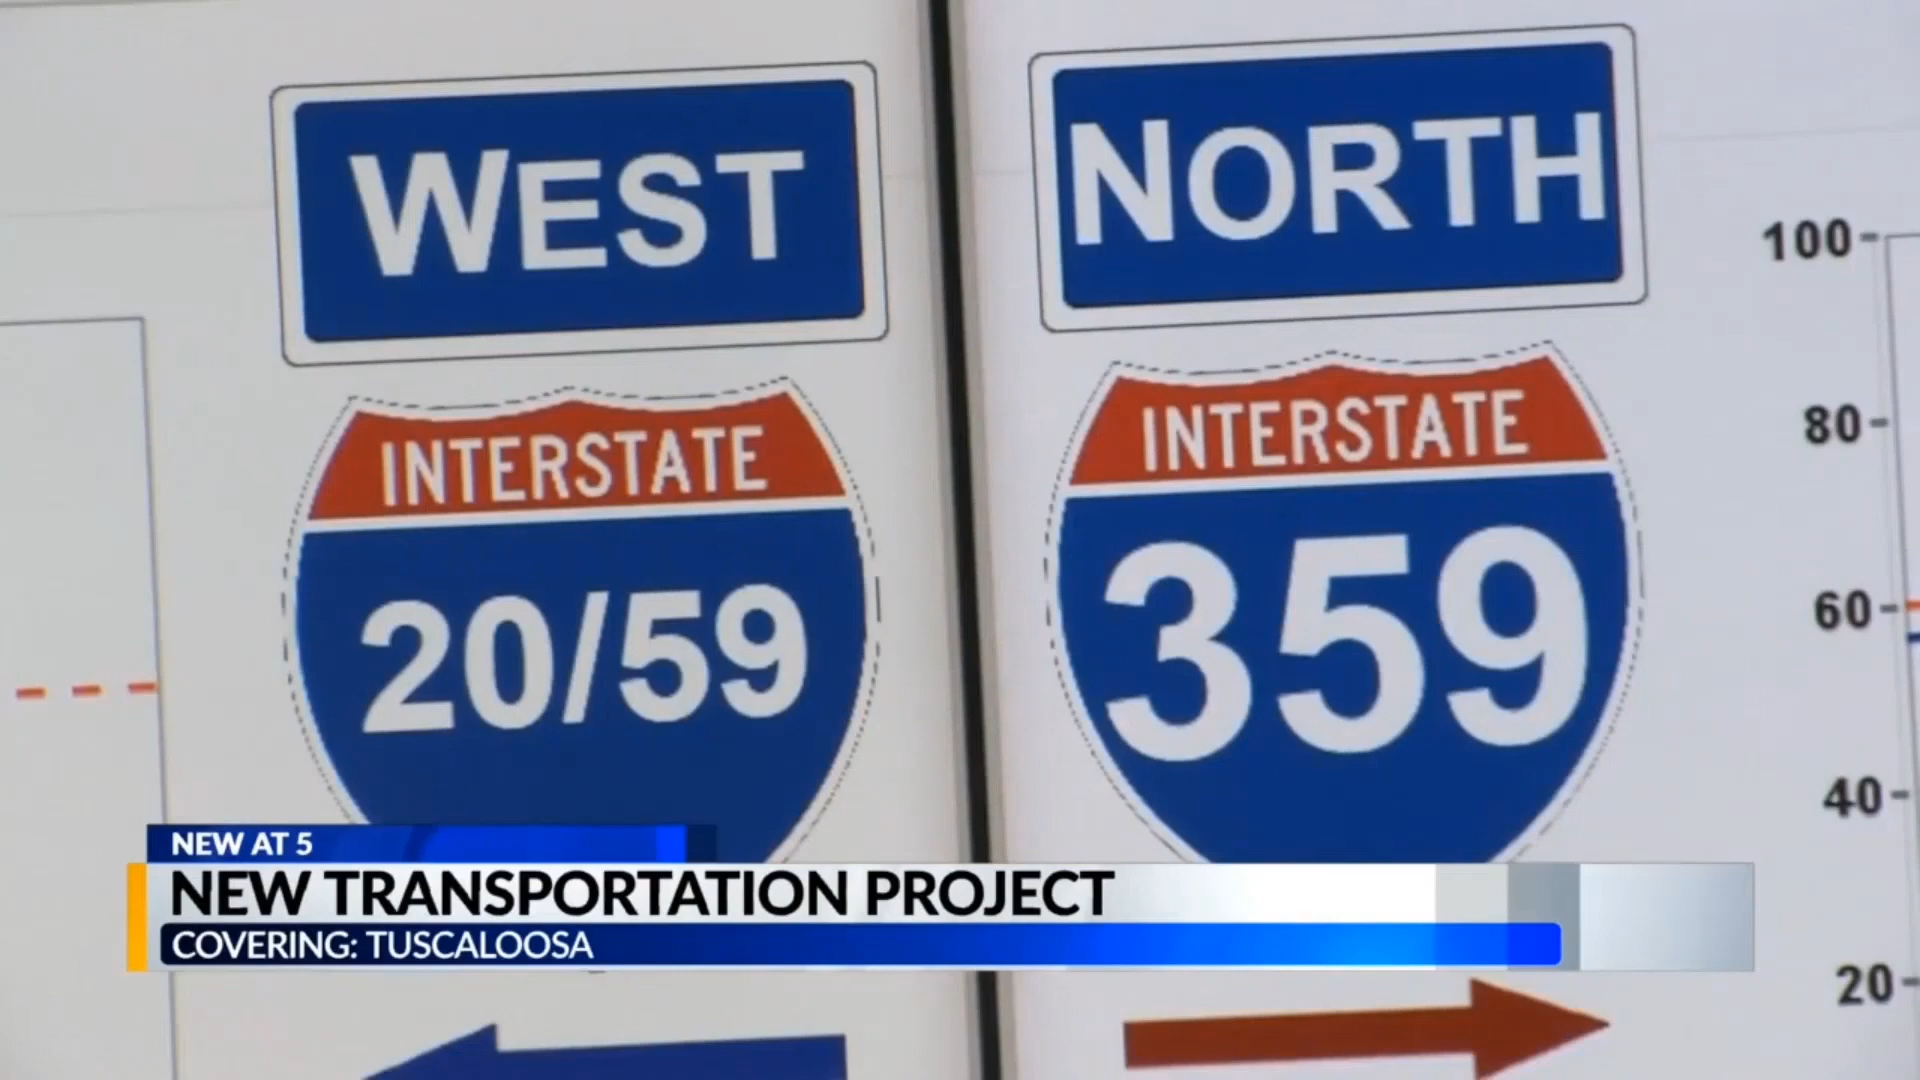 WEST
NORTH
INTERSTATE
20/59
INTERSTATE
359
100
80
60
40
20
NEW AT 5
NEW TRANSPORTATION PROJECT
COVERING: TUSCALOOSA